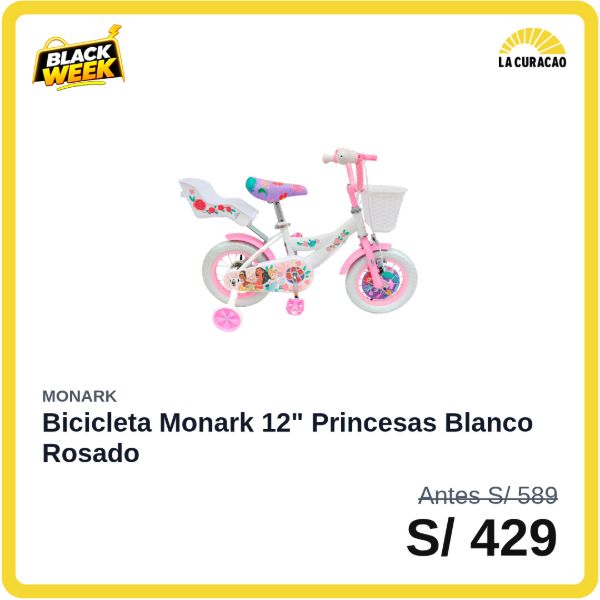 BLACK
WEEK
LA CURACAO
MONARK
Bicicleta Monark 12" Princesas Blanco
Rosado
Antes S/ 589
S/ 429